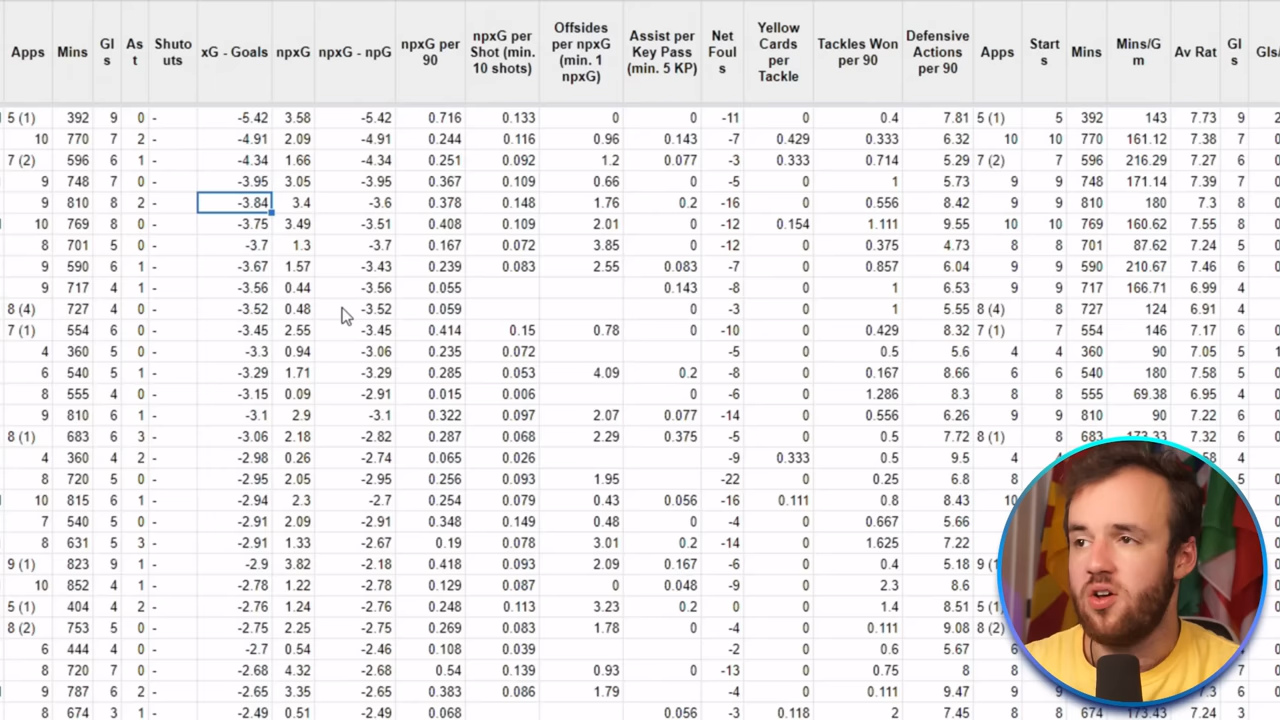 Apps Mins Gls Ast Shutouts xG - Goals npxG npxG - npG npxG per 90 npxG per Shot (min. 10 shots) Offsides per npxG (min. 1 npxG) Assist per Key Pass (min. 5 KP) Net Fouls Yellow Cards per Tackle Tackles Won per 90 Defensive Actions per 90 Apps Starts Mins Mins/Gm Av Rat Gls Gls/
5 (1) 392 9 0 - -5.42 3.58 -5.42 0.716 0.133 0 0 -11 0 0.4 7.81 5 (1) 5 392 143 7.73 9 2
10 770 7 2 - -4.91 2.09 -4.91 0.244 0.116 0.96 0.143 -7 0.429 0.333 6.32 10 10 770 161.12 7.38 7 0
7 (2) 596 6 1 - -4.34 1.66 -4.34 0.251 0.092 1.2 0.077 -3 0.333 0.714 5.29 7 (2) 7 596 216.29 7.27 6 0
9 748 7 0 - -3.95 3.05 -3.95 0.367 0.109 0.66 0 -5 0 1 5.73 9 9 748 171.14 7.39 7 0
9 810 8 2 - -3.84 3.4 -3.6 0.378 0.148 1.76 0.2 -16 0 0.556 8.42 9 9 810 180 7.3 8 0
10 769 8 0 - -3.75 3.49 -3.51 0.408 0.109 2.01 0 -12 0.154 1.111 9.55 10 10 769 160.62 7.55 8 0
8 701 5 0 - -3.7 1.3 -3.7 0.167 0.072 3.85 0 -12 0 0.375 4.73 8 8 701 87.62 7.24 5 0
9 590 6 1 - -3.67 1.57 -3.43 0.239 0.083 2.55 0.083 -7 0 0.857 6.04 9 9 590 210.67 7.46 6 0
9 717 4 1 - -3.56 0.44 -3.56 0.055 0.143 -8 0 1 6.53 9 9 717 166.71 6.99 4
8 (4) 727 4 0 - -3.52 0.48 -3.52 0.059 0 -3 0 1 5.55 8 (4) 8 727 124 6.91 4
7 (1) 554 6 0 - -3.45 2.55 -3.45 0.414 0.15 0.78 0 -10 0 0.429 8.32 7 (1) 7 554 146 7.17 6 0
4 360 5 0 - -3.3 0.94 -3.06 0.235 0.072 -5 0 0.5 5.6 4 4 360 90 7.05 5 1
6 540 5 1 - -3.29 1.71 -3.29 0.285 0.053 4.09 0.2 -8 0 0.167 8.66 6 6 540 180 7.58 5 0
8 555 4 0 - -3.15 0.09 -2.91 0.015 0.006 0 -6 0 1.286 8.3 8 8 555 69.38 6.95 4
9 810 6 1 - -3.1 2.9 -3.1 0.322 0.097 2.07 0.077 -14 0 0.556 6.26 9 9 810 90 7.22 6 0
8 (1) 683 6 3 - -3.06 2.18 -2.82 0.287 0.068 2.29 0.375 -5 0 0.5 7.72 8 (1) 8 683 173.33 7.32 6 0
4 360 4 2 - -2.98 0.26 -2.74 0.065 0.026 -9 0.333 0.5 9.5 4 4 4 0
8 720 5 0 - -2.95 2.05 -2.95 0.256 0.093 1.95 0 -22 0 0.25 6.8 8 5 0
10 815 6 1 - -2.94 2.3 -2.7 0.254 0.079 0.43 0.056 -16 0.111 0.8 8.43 10
7 540 5 0 - -2.91 2.09 -2.91 0.348 0.149 0.48 0 -4 0 0.667 5.66
8 631 5 3 - -2.91 1.33 -2.67 0.19 0.078 3.01 0.2 -14 0 1.625 7.22
9 (1) 823 9 1 - -2.9 3.82 -2.18 0.418 0.093 2.09 0.167 -6 0 0.4 5.18
10 852 4 1 - -2.78 1.22 -2.78 0.129 0.087 0 0.048 -9 0 2.3 8.6
5 (1) 404 4 2 - -2.76 1.24 -2.76 0.248 0.113 3.23 0.2 0 0 1.4 8.51
8 (2) 753 5 0 - -2.75 2.25 -2.75 0.269 0.083 1.78 0 -4 0 0.111 9.08 8 (2)
6 444 4 0 - -2.7 0.54 -2.46 0.108 0.039 -2 0 0.6 5.67 6
8 720 7 0 - -2.68 4.32 -2.68 0.54 0.139 0.93 0 -13 0 0.75 8 8 7 0
9 787 6 2 - -2.65 3.35 -2.65 0.383 0.086 1.79 -4 0 0.111 9.47 9 9 787 7.3 6 0
8 674 3 1 - -2.49 0.51 -2.49 0.068 0.056 -3 0.118 2 7.45 8 8 674 173.43 7.24 3